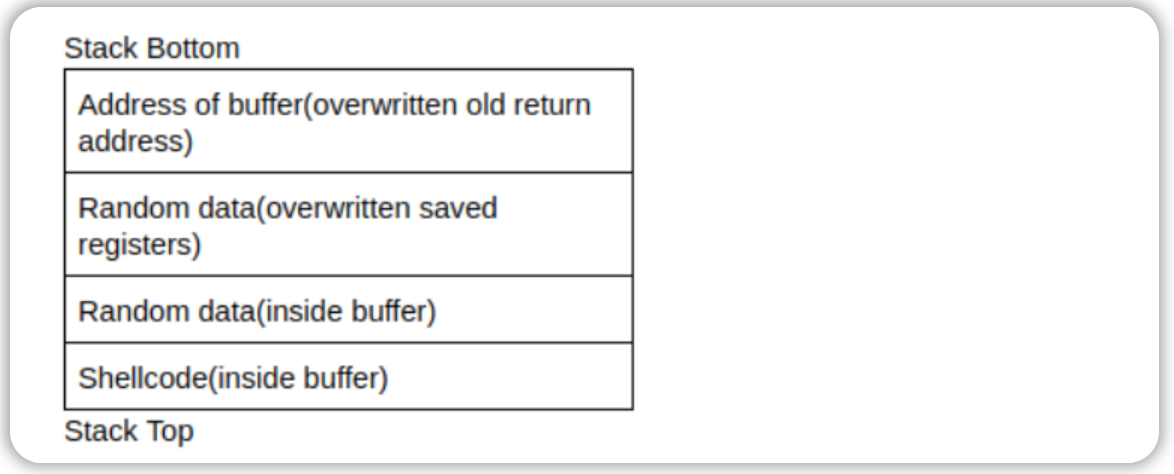 Stack Bottom
Address of buffer(overwritten old return
address)
Random data(overwritten saved
registers)
Random data(inside buffer)
Shellcode(inside buffer)
Stack Top